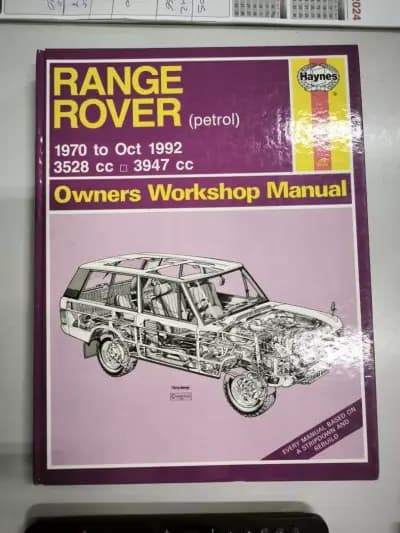 2024
RANGE
ROVER (petrol)
Haynes
1970 to Oct 1992
3528 cc □ 3947 cc
Owners Workshop Manual
EVERY MANUAL BASED ON
A STRIPDOWN AND
REBUILD